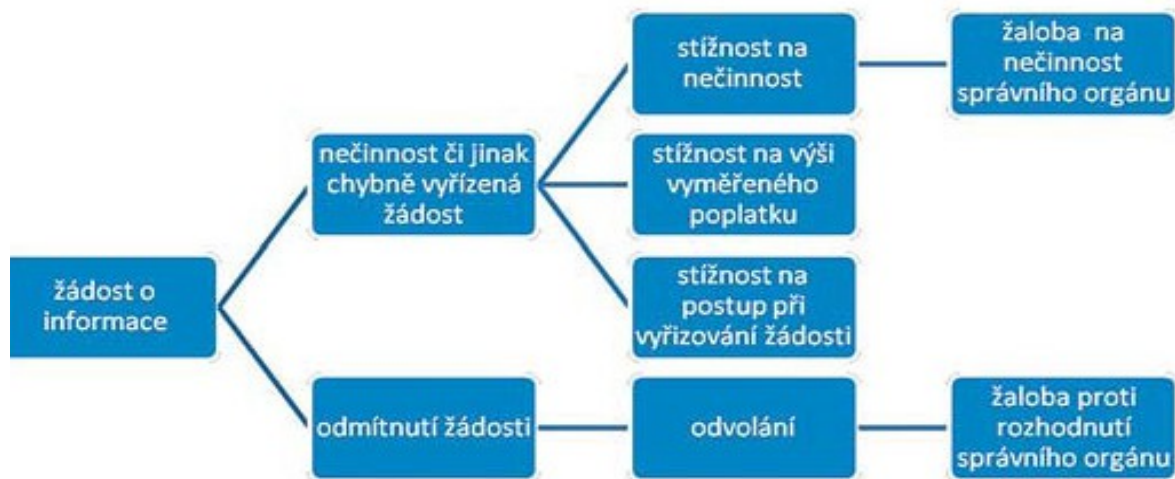 žádost o
informace
nečinnost či jinak
chybně vyřízená
žádost
stížnost na
nečinnost
žaloba na
nečinnost
správního orgánu
stížnost na výši
vyměřeného
poplatku
stížnost na
postup při
vyřizování žádosti
odmítnutí žádosti
odvolání
žaloba proti
rozhodnutí
správního orgánu